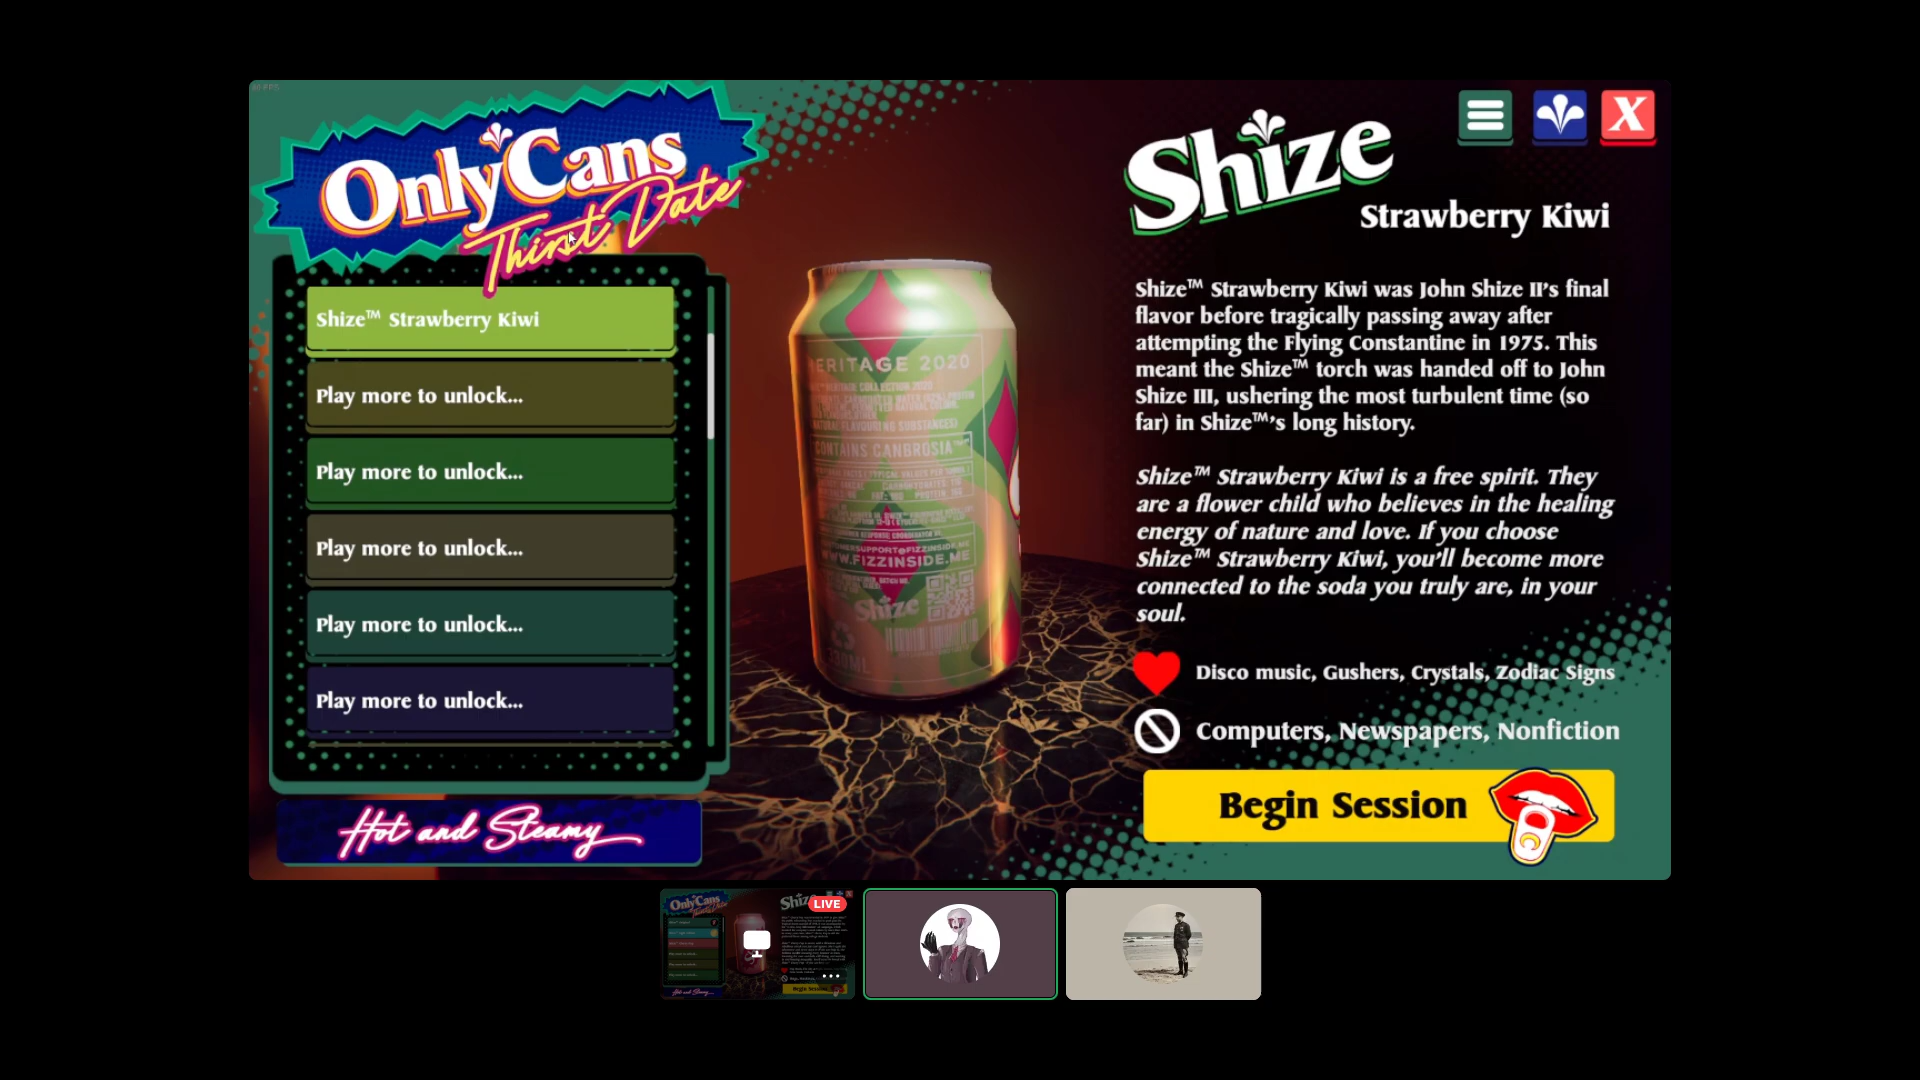 OnlyCans
Thirst Date
Shize™ Strawberry Kiwi
Play more to unlock...
Play more to unlock...
Play more to unlock...
Play more to unlock...
Play more to unlock...
Hot and Steamy
HERITAGE 2020
CONTAINS CANBROSIA
WWW.FIZZINSIDE.ME
Shize
X
Shize
Strawberry Kiwi
Shize™ Strawberry Kiwi was John Shize II's final
flavor before tragically passing away after
attempting the Flying Constantine in 1975. This
meant the Shize™ torch was handed off to John
Shize III, ushering the most turbulent time (so
far) in Shize™'s long history.
Shize™ Strawberry Kiwi is a free spirit. They
are a flower child who believes in the healing
energy of nature and love. If you choose
Shize™ Strawberry Kiwi, you'll become more
connected to the soda you truly are, in your
soul.
Disco music, Gushers, Crystals, Zodiac Signs
Computers, Newspapers, Nonfiction
Begin Session
LIVE